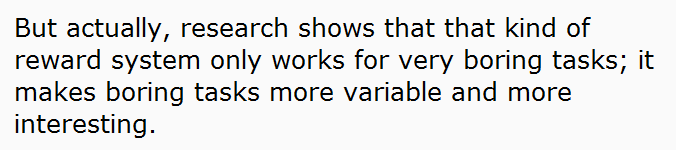 But actually, research shows that that kind of
reward system only works for very boring tasks; it
makes boring tasks more variable and more
interesting.